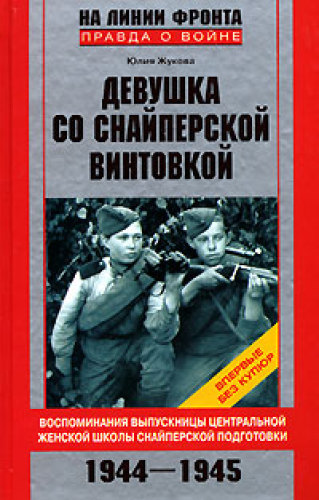 НА ЛИНИИ ФРОНТА
ПРАВДА О ВОЙНЕ
Юлия Жукова
ДЕВУШКА
СО СНАЙПЕРСКОЙ
ВИНТОВКОЙ
ВПЕРВЫЕ
БЕЗ КУПЮР
ВОСПОМИНАНИЯ ВЫПУСКНИЦЫ ЦЕНТРАЛЬНОЙ
ЖЕНСКОЙ ШКОЛЫ СНАЙПЕРСКОЙ ПОДГОТОВКИ
1944—1945